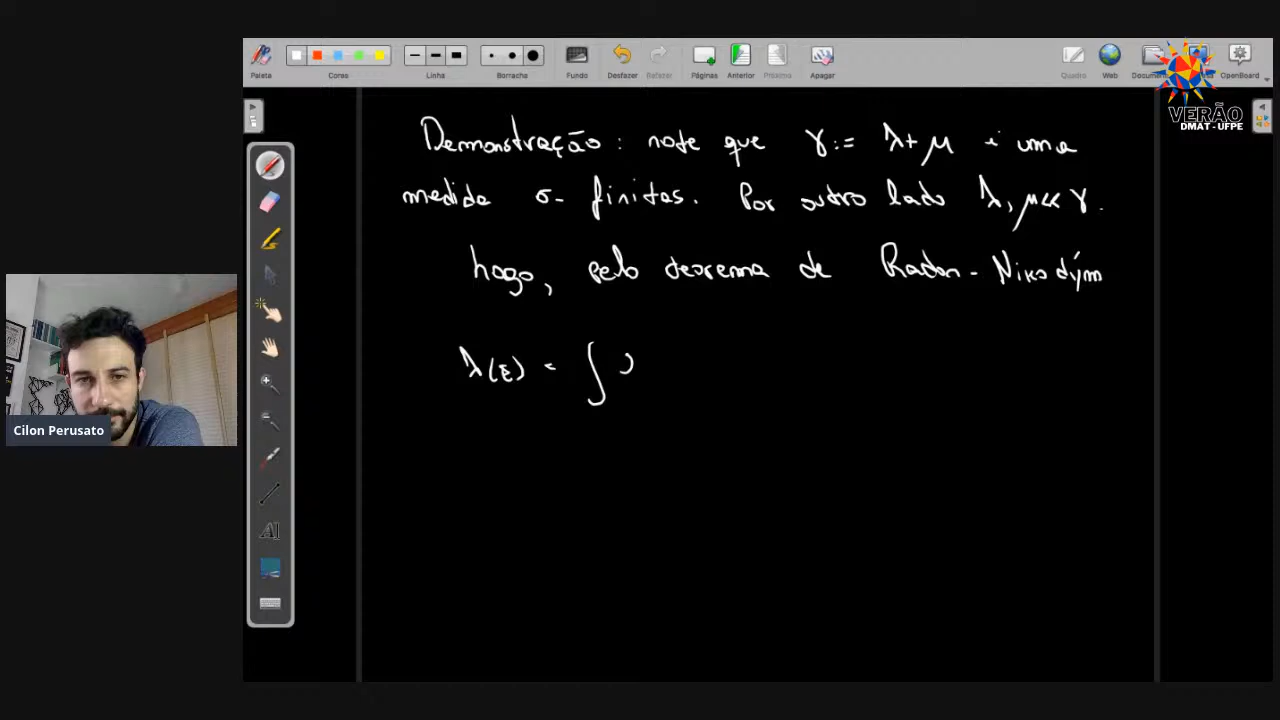 Paleta
Cores
Linha
Borracha
Fundo
Desfazer
Refazer
Páginas
Anterior
Próximo
Apagar
Quadro
Web
OpenBoard
VERÃO
DMAT - UFPE
Demonstração: note que γ := λ+μ é uma
medida σ- finitas. Por outro lado λ, μ << γ.
Logo, pelo teorema de Radon - Nikodým
λ(E) = ∫
Cilon Perusato